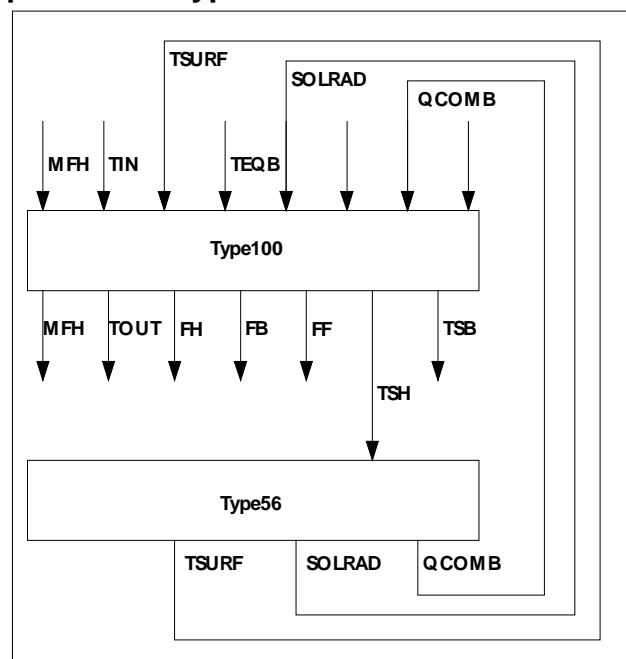 TSURF
SOLRAD
QCOMB
MFH TIN TEQB
Type100
MFH TOUT FH FB FF TSB
TSH
Type56
TSURF SOLRAD QCOMB